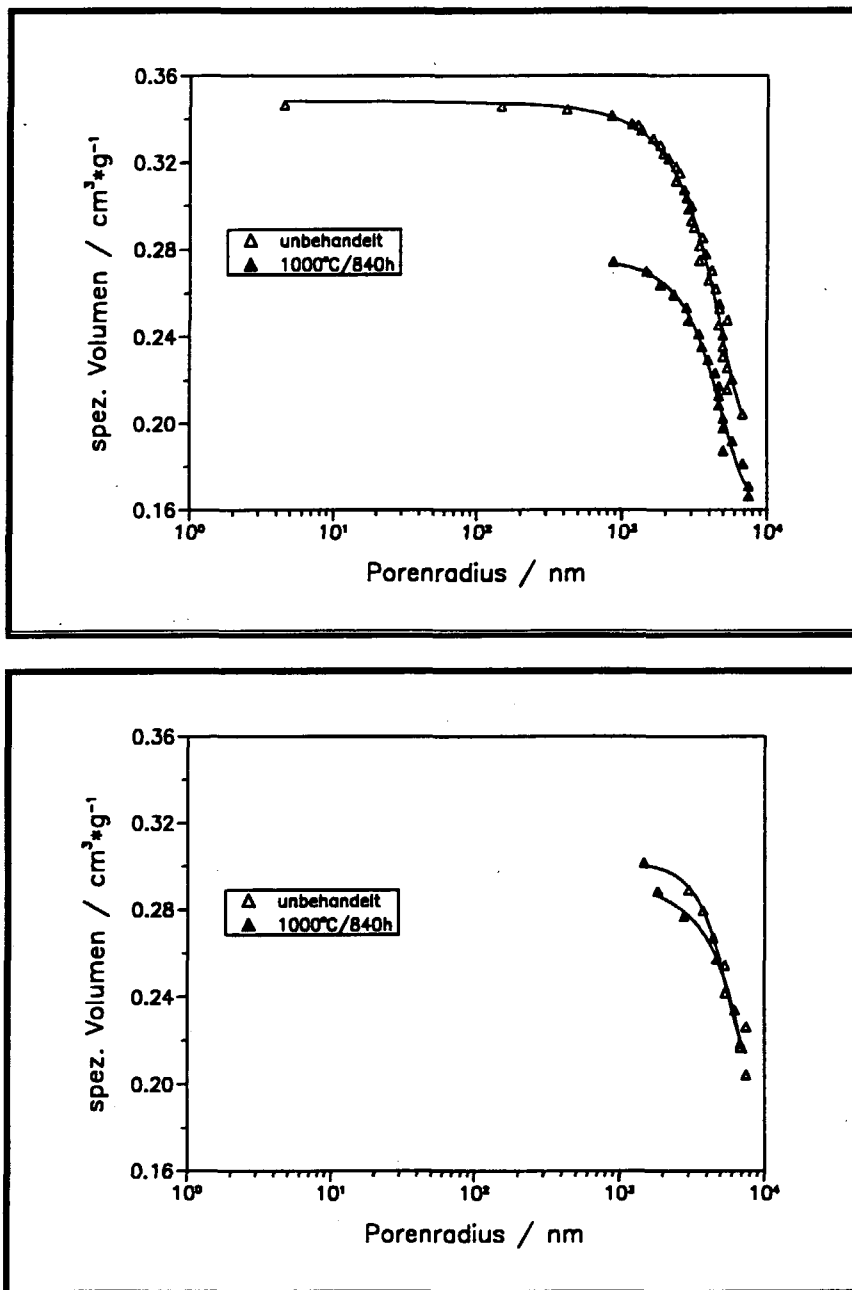 0.36
0.32
0.28
0.24
0.20
0.16
spez. Volumen / cm³*g⁻¹
unbehandelt
1000°C/840h
10⁰ 10¹ 10² 10³ 10⁴
Porenradius / nm
0.36
0.32
0.28
0.24
0.20
0.16
spez. Volumen / cm³*g⁻¹
unbehandelt
1000°C/840h
10⁰ 10¹ 10² 10³ 10⁴
Porenradius / nm